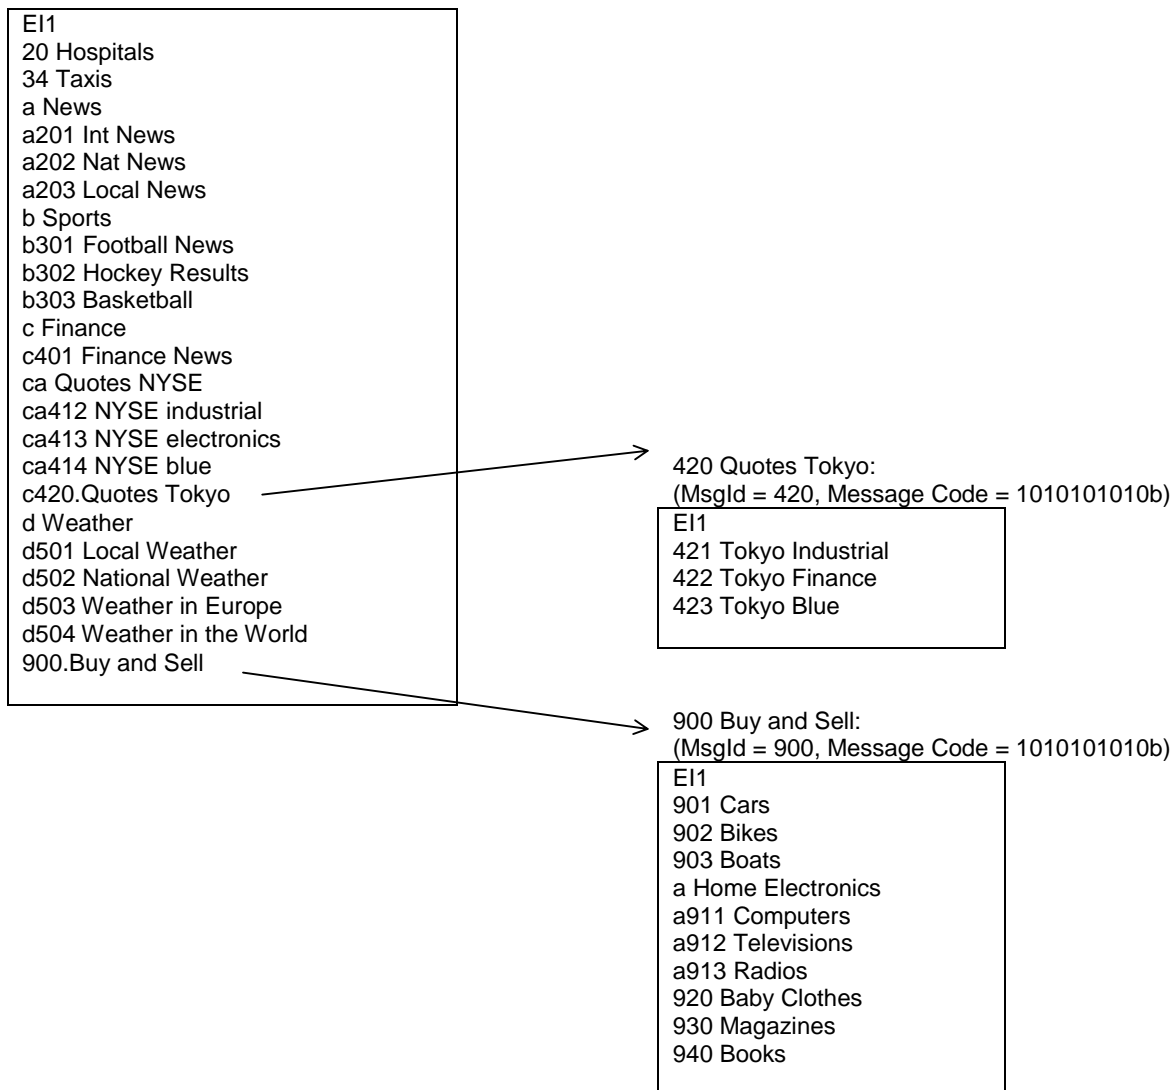 EI1
20 Hospitals
34 Taxis
a News
a201 Int News
a202 Nat News
a203 Local News
b Sports
b301 Football News
b302 Hockey Results
b303 Basketball
c Finance
c401 Finance News
ca Quotes NYSE
ca412 NYSE industrial
ca413 NYSE electronics
ca414 NYSE blue
c420.Quotes Tokyo
d Weather
d501 Local Weather
d502 National Weather
d503 Weather in Europe
d504 Weather in the World
900.Buy and Sell
420 Quotes Tokyo:
(MsgId = 420, Message Code = 1010101010b)
EI1
421 Tokyo Industrial
422 Tokyo Finance
423 Tokyo Blue
900 Buy and Sell:
(MsgId = 900, Message Code = 1010101010b)
EI1
901 Cars
902 Bikes
903 Boats
a Home Electronics
a911 Computers
a912 Televisions
a913 Radios
920 Baby Clothes
930 Magazines
940 Books